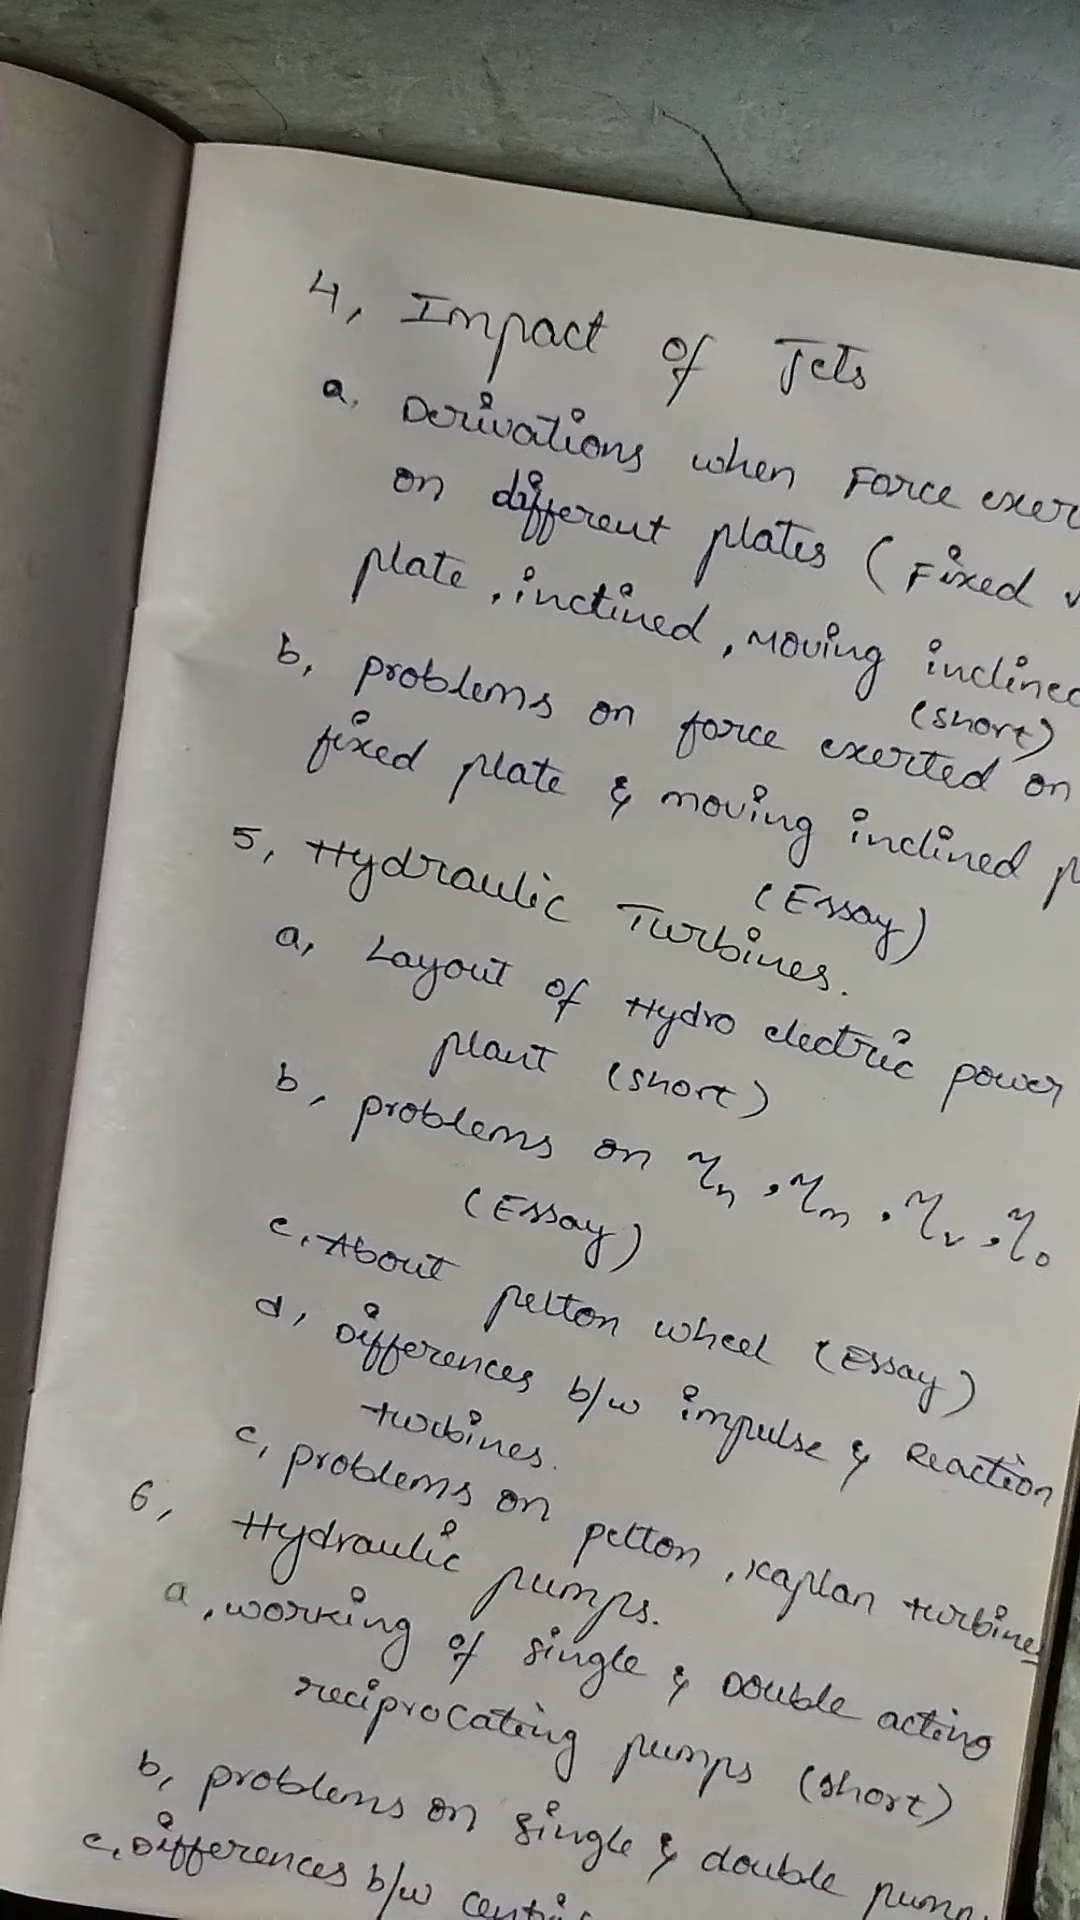 4, Impact of Jets
a, Derivations when Force
on different plates ( Fixed
plate, inclined, Moving inclined
(short)
b, problems on force exerted on
fixed plate & moving inclined
(Essay)
5, Hydraulic Turbines.
a, Layout of Hydro electric power
plant (short)
b, problems on ηh, ηm, ηv, ηo
(Essay)
c, About pelton wheel (Essay)
d, Differences b/w impulse & Reaction
turbines.
c, problems on pelton, kaplan turbines
6, Hydraulic pumps.
a, working of single & Double acting
reciprocating pumps (short)
b, problems on single & double
c, Differences b/w